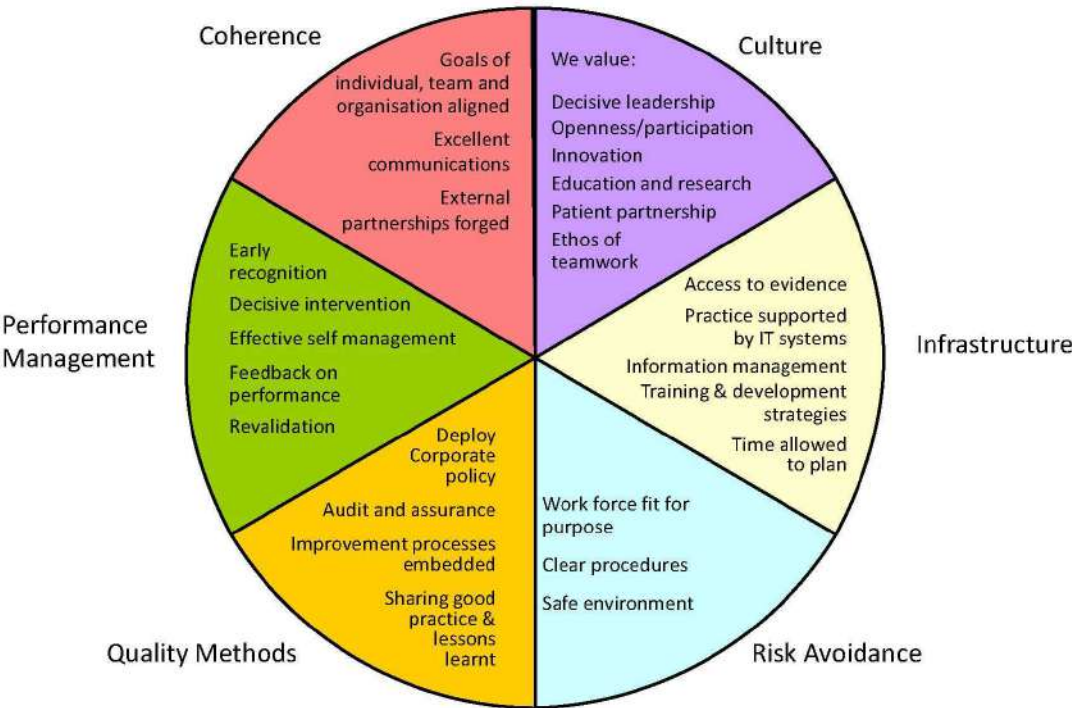 Coherence
Goals of
individual, team and
organisation aligned
Excellent
communications
External
partnerships forged
Culture
We value:
Decisive leadership
Openness/participation
Innovation
Education and research
Patient partnership
Ethos of
teamwork
Performance
Management
Early
recognition
Decisive intervention
Effective self management
Feedback on
performance
Revalidation
Infrastructure
Access to evidence
Practice supported
by IT systems
Information management
Training & development
strategies
Time allowed
to plan
Quality Methods
Deploy
Corporate
policy
Audit and assurance
Improvement processes
embedded
Sharing good
practice &
lessons
learnt
Risk Avoidance
Work force fit for
purpose
Clear procedures
Safe environment